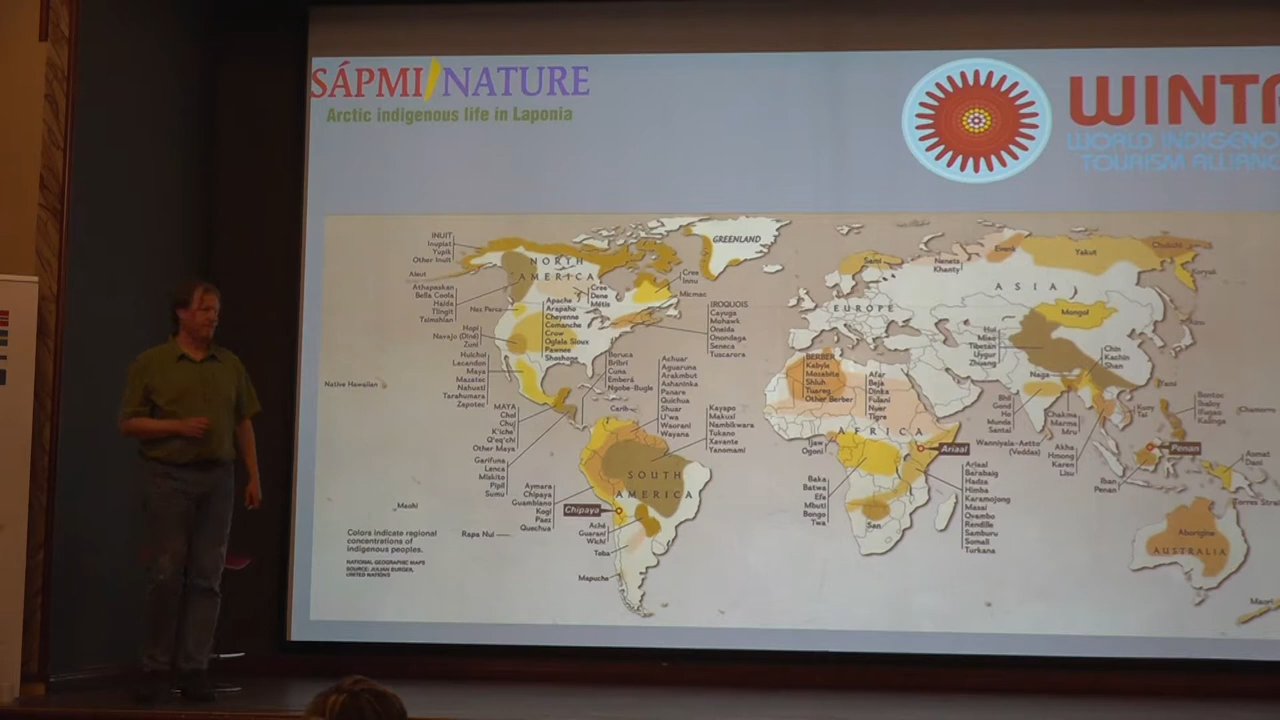 SÁPMI/NATURE
Arctic indigenous life in Laponia
WINTA
WORLD INDIGENO
TOURISM ALLIANC
INUIT
Inupiat
Yupik
Other Inuit
Aleut
Athapaskan
Bella Coola
Haida
Tlingit
Tsimshian
Nez Perce
Hopi
Navajo (Diné)
Zuni
Huichol
Lacandon
Maya
Mazatec
Nahuatl
Tarahumara
Zapotec
Native Hawaiian
MAYA
Chol
Chuj
K'iche'
Q'eq'chi
Other Maya
Garifuna
Lenca
Miskito
Pipil
Sumu
NORTH
AMERICA
GREENLAND
Cree
Dene
Métis
Cree
Innu
Micmac
Apache
Arapaho
Cheyenne
Comanche
Crow
Oglala Sioux
Pawnee
Shoshone
IROQUOIS
Cayuga
Mohawk
Oneida
Onondaga
Seneca
Tuscarora
Boruca
Bribri
Cuna
Emberá
Ngobe-Bugle
Carib
Achuar
Aguaruna
Arakmbut
Ashaninka
Panare
Quichua
Shuar
U'wa
Waorani
Wayana
Kayapo
Makuxi
Nambikwara
Tukano
Xavante
Yanomami
SOUTH
AMERICA
Aymara
Chipaya
Guambiano
Kogi
Paez
Quechua
Chipaya
Aché
Guarani
Wichí
Toba
Mapuche
Maohi
Rapa Nui
Colors indicate regional
concentrations of
indigenous peoples.
NATIONAL GEOGRAPHIC MAPS
SOURCE: JULIAN BURGER,
UNITED NATIONS
EUROPE
Sami
Nenets
Khanty
Evenk
Yakut
Chukchi
Koryak
Ainu
ASIA
Mongol
Hui
Miao
Tibetan
Uygur
Zhuang
Naga
Chin
Kachin
Shan
Bhil
Gond
Ho
Munda
Santal
Chakma
Marma
Mru
Wanniyala-Aetto
(Veddas)
Akha
Hmong
Karen
Lisu
Kuay
Tai
Yami
Bontoc
Ibaloy
Ifugao
Kalinga
Chamorro
Penan
Iban
Penan
Asmat
Dani
Torres Stra
BERBER
Kabyle
Mozabite
Shluh
Tuareg
Other Berber
Afar
Beja
Dinka
Fulani
Nuer
Tigre
AFRICA
Ijaw
Ogoni
Ariaal
Baka
Batwa
Efe
Mbuti
Bongo
Twa
San
Ariaal
Barabaig
Hadza
Himba
Karamojong
Masai
Ovambo
Rendille
Samburu
Somali
Turkana
Aborigine
AUSTRALIA
Maori